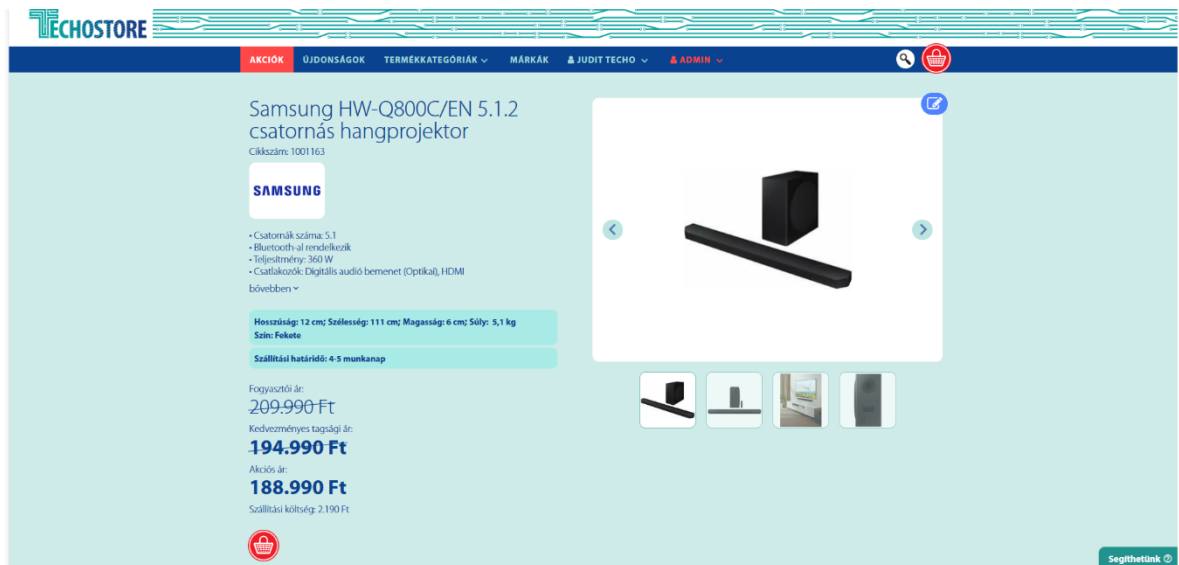 TECHOSTORE
AKCIÓK ÚJDONSÁGOK TERMÉKKATEGÓRIÁK MÁRKÁK JUDIT TECHO ADMIN
Samsung HW-Q800C/EN 5.1.2
csatornás hangprojektor
Cikkszám: 1001163
SAMSUNG
• Csatornák száma: 5.1
• Bluetooth-al rendelkezik
• Teljesítmény: 360 W
• Csatlakozók: Digitális audió bemenet (Optikai), HDMI
bővebben
Hosszúság: 12 cm; Szélesség: 111 cm; Magasság: 6 cm; Súly: 5,1 kg
Szín: Fekete
Szállítási határidő: 4-5 munkanap
Fogyasztói ár:
209.990 Ft
Kedvezményes tagsági ár:
194.990 Ft
Akciós ár:
188.990 Ft
Szállítási költség: 2.190 Ft
Segíthetünk